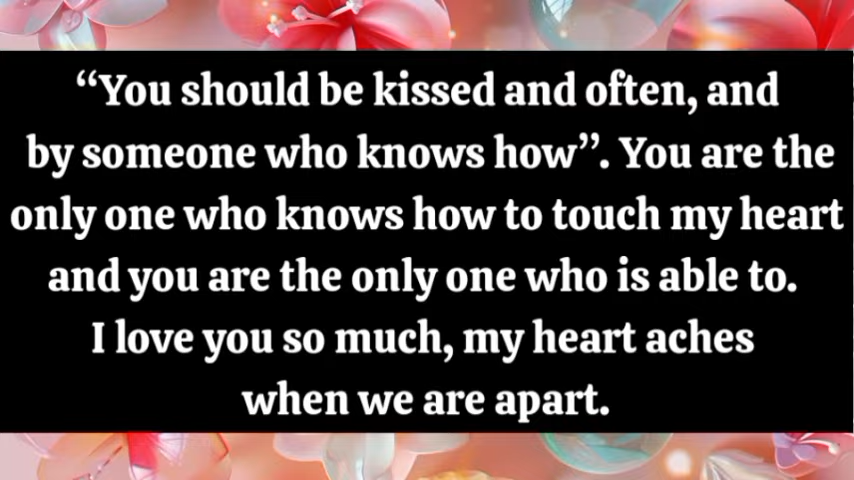 “You should be kissed and often, and
by someone who knows how”. You are the
only one who knows how to touch my heart
and you are the only one who is able to.
I love you so much, my heart aches
when we are apart.